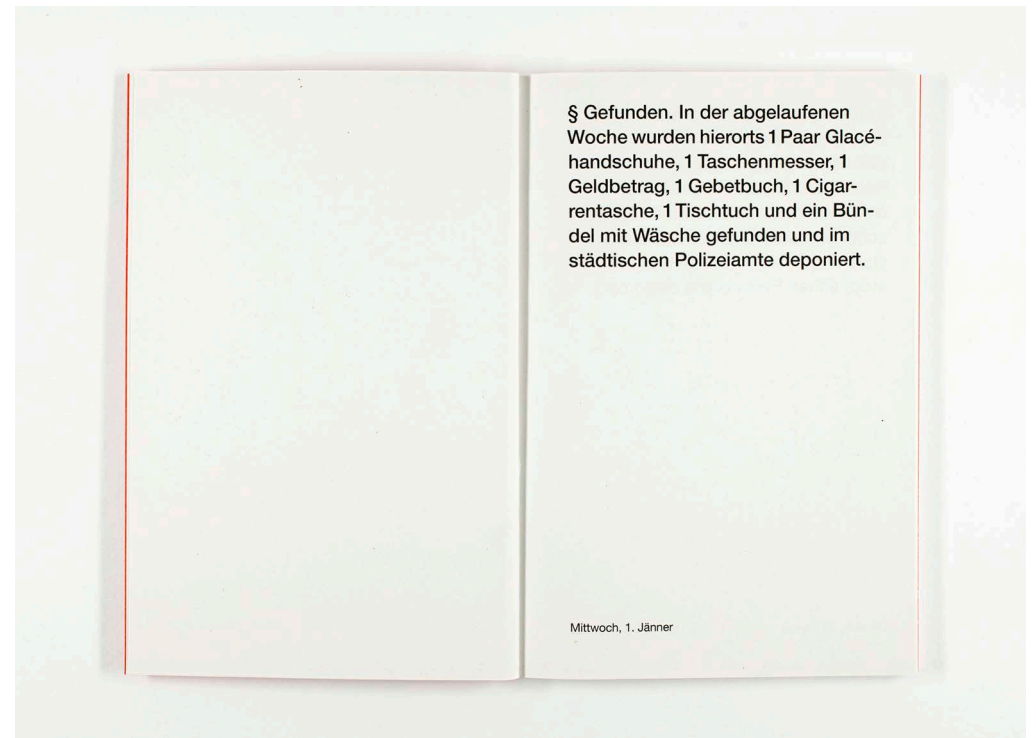 § Gefunden. In der abgelaufenen
Woche wurden hierorts 1 Paar Glacé-
handschuhe, 1 Taschenmesser, 1
Geldbetrag, 1 Gebetbuch, 1 Cigar-
rentasche, 1 Tischtuch und ein Bün-
del mit Wäsche gefunden und im
städtischen Polizeiamte deponiert.
Mittwoch, 1. Jänner